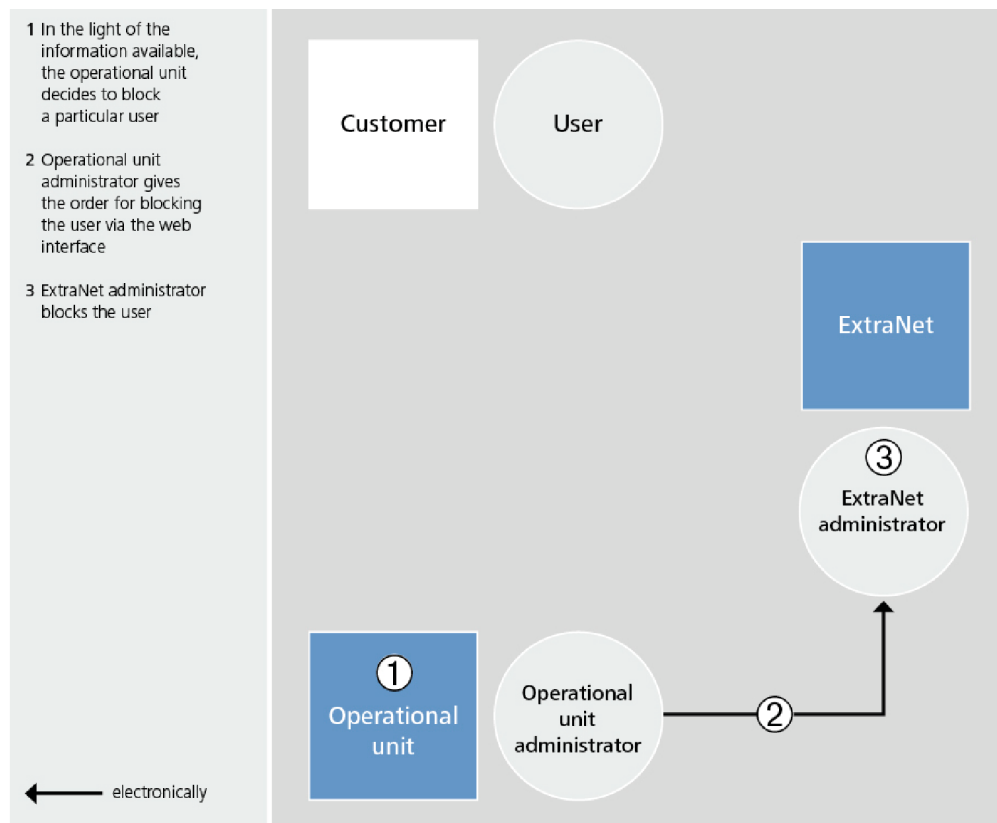 1 In the light of the
information available,
the operational unit
decides to block
a particular user
2 Operational unit
administrator gives
the order for blocking
the user via the web
interface
3 ExtraNet administrator
blocks the user
electronically
Customer
User
ExtraNet
3
ExtraNet
administrator
1
Operational
unit
Operational
unit
administrator
2